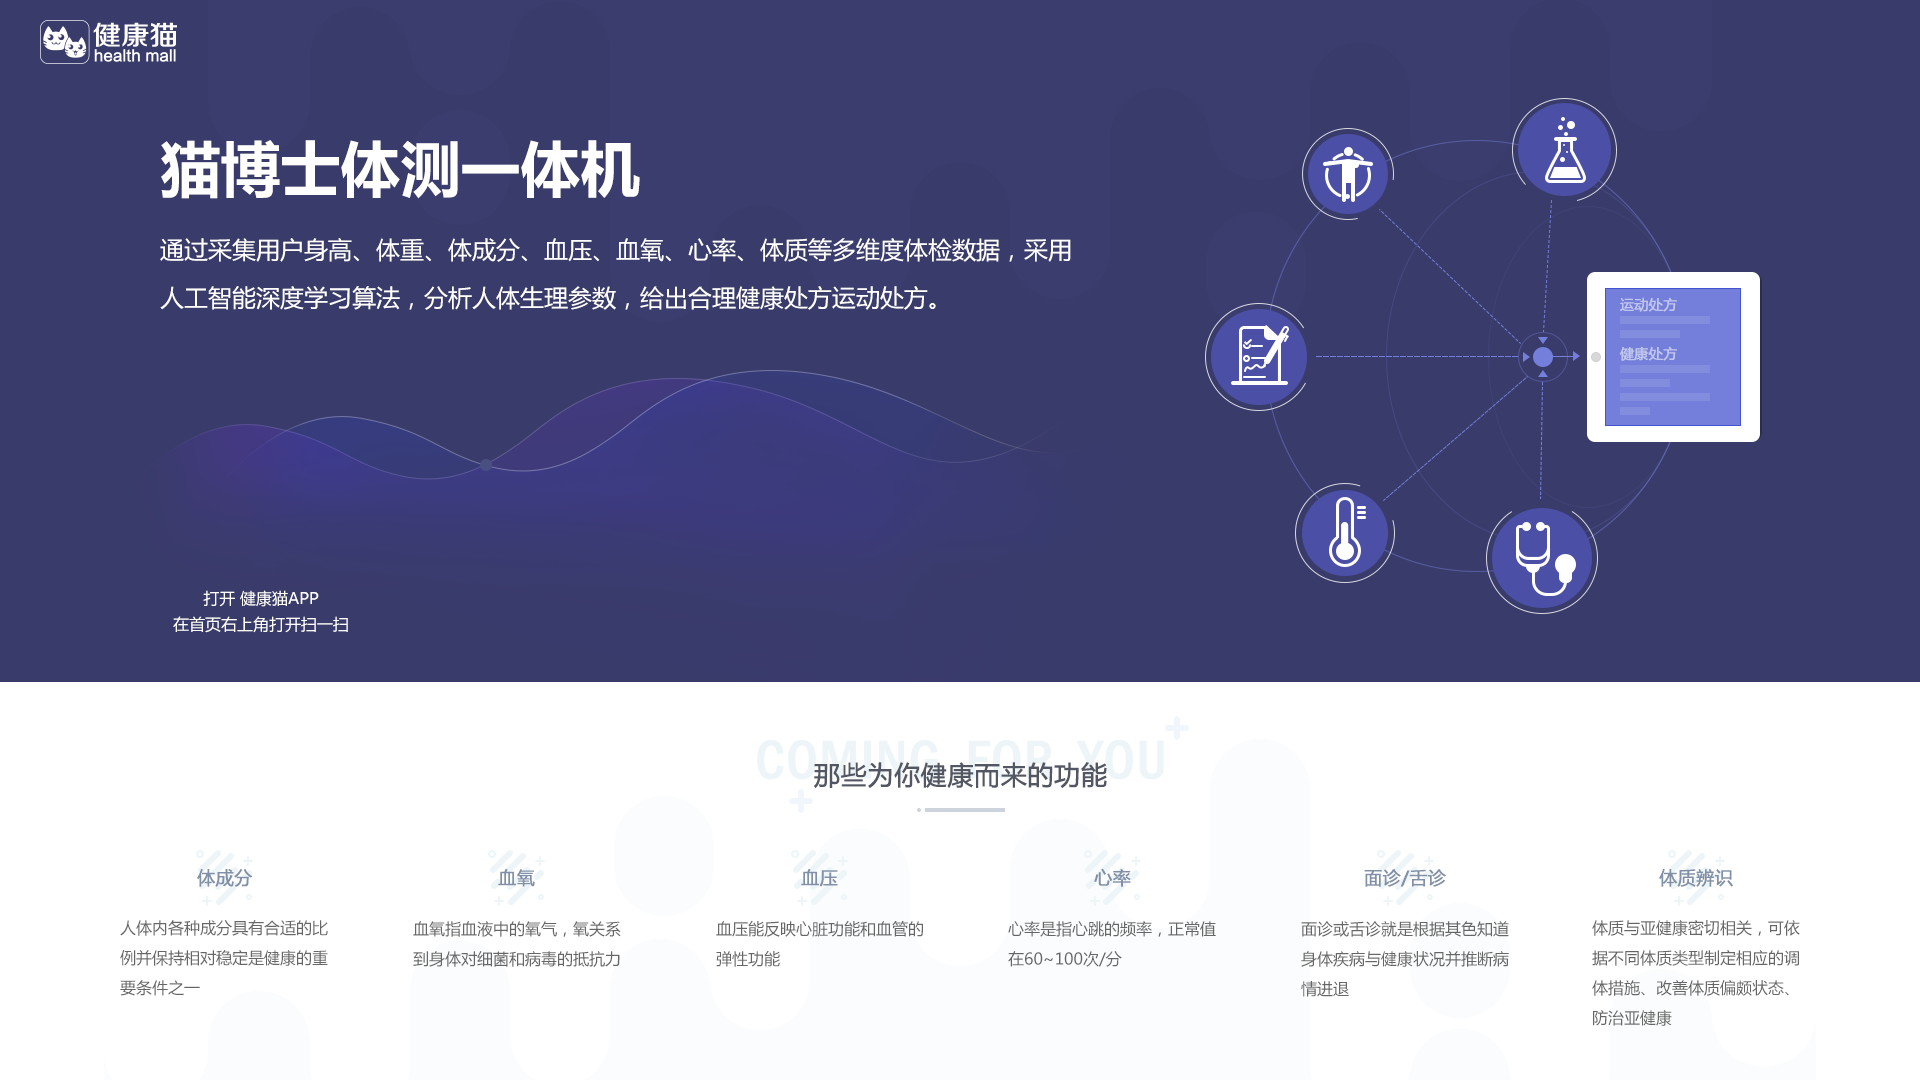 健康猫
health mall
猫博士体测一体机
通过采集用户身高、体重、体成分、血压、血氧、心率、体质等多维度体检数据，采用
人工智能深度学习算法，分析人体生理参数，给出合理健康处方运动处方。
运动处方
健康处方
打开 健康猫APP
在首页右上角打开扫一扫
COMING FOR YOU
那些为你健康而来的功能
体成分
人体内各种成分具有合适的比
例并保持相对稳定是健康的重
要条件之一
血氧
血氧指血液中的氧气，氧关系
到身体对细菌和病毒的抵抗力
血压
血压能反映心脏功能和血管的
弹性功能
心率
心率是指心跳的频率，正常值
在60~100次/分
面诊/舌诊
面诊或舌诊就是根据其色知道
身体疾病与健康状况并推断病
情进退
体质辨识
体质与亚健康密切相关，可依
据不同体质类型制定相应的调
体措施、改善体质偏颇状态、
防治亚健康